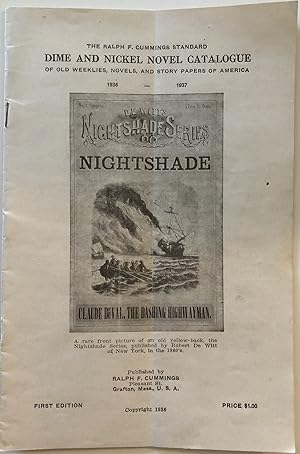 THE RALPH F. CUMMINGS STANDARD
DIME AND NICKEL NOVEL CATALOGUE
OF OLD WEEKLIES, NOVELS, AND STORY PAPERS OF AMERICA
1936 — 1937
DE WITT'S
NIGHTSHADE SERIES
NIGHTSHADE
CLAUDE DUVAL, THE DASHING HIGHWAYMAN.
A rare front picture of an old yellow-back, the
Nightshade Series, published by Robert De Witt
of New York, in the 1860's.
Published by
RALPH F. CUMMINGS
Pleasant St.
Grafton, Mass., U. S. A.
FIRST EDITION
Copyright 1936
PRICE $1.00